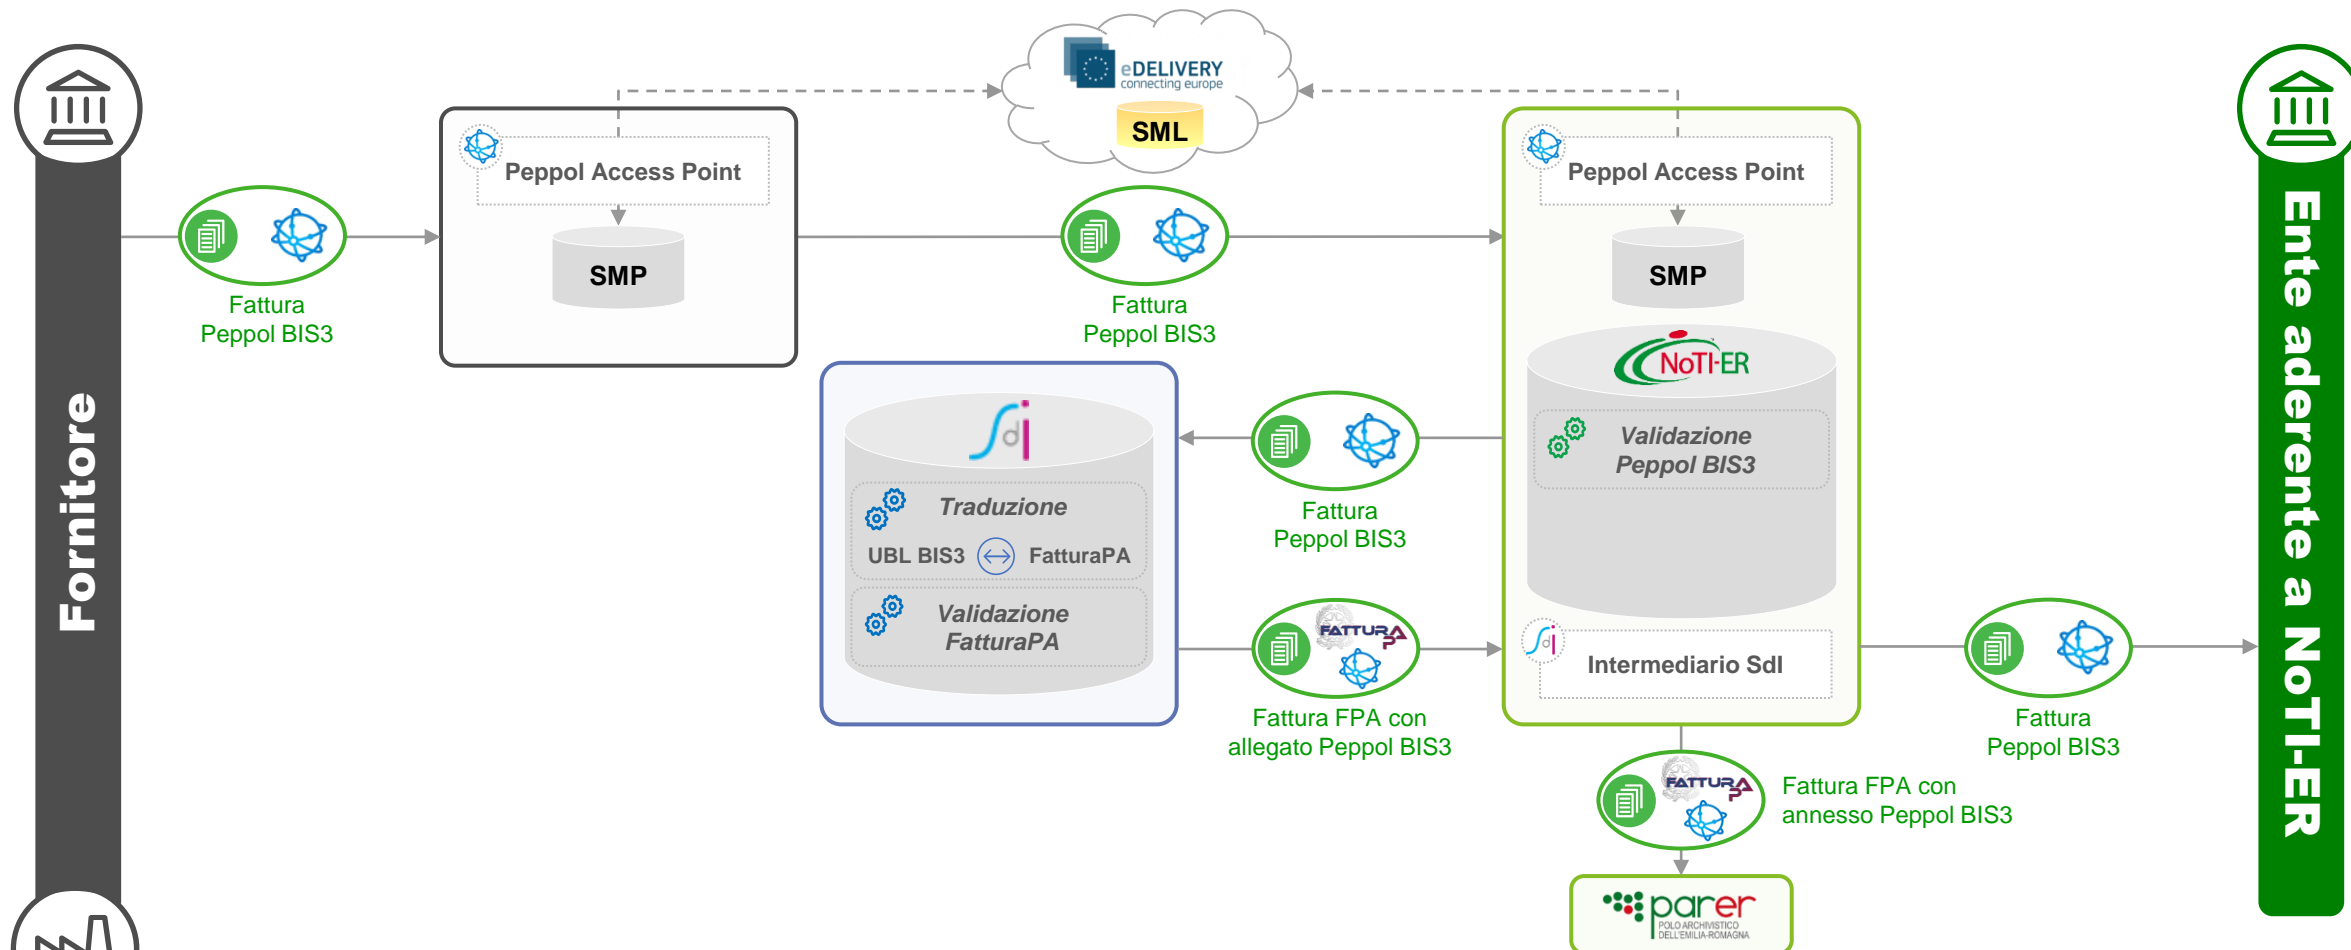 eDELIVERY
connecting europe
SML
Peppol Access Point
SMP
Peppol Access Point
SMP
Fattura
Peppol BIS3
Fattura
Peppol BIS3
NoTI-ER
Validazione
Peppol BIS3
Fornitore
Ente aderente a NoTI-ER
Sdi
Traduzione
UBL BIS3
FatturaPA
Validazione
FatturaPA
Fattura
Peppol BIS3
FATTURA
PA
Fattura FPA con
allegato Peppol BIS3
Sdi
Intermediario SdI
Fattura
Peppol BIS3
FATTURA
PA
Fattura FPA con
annesso Peppol BIS3
parer
POLO ARCHIVISTICO
DELL'EMILIA-ROMAGNA